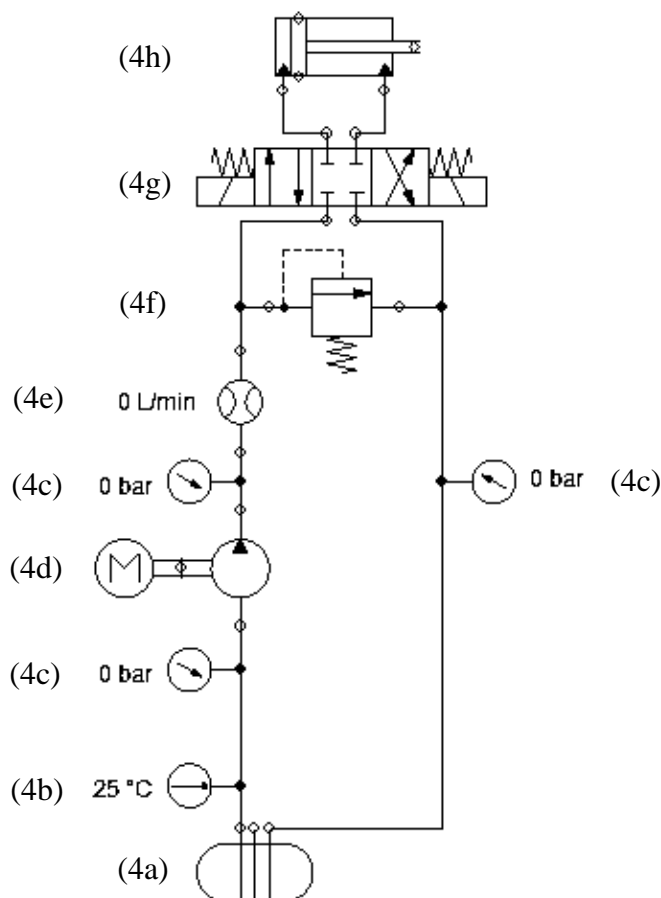 (4h)
(4g)
(4f)
(4e) 0 L/min
(4c) 0 bar
0 bar (4c)
(4d) M
(4c) 0 bar
(4b) 25 °C
(4a)